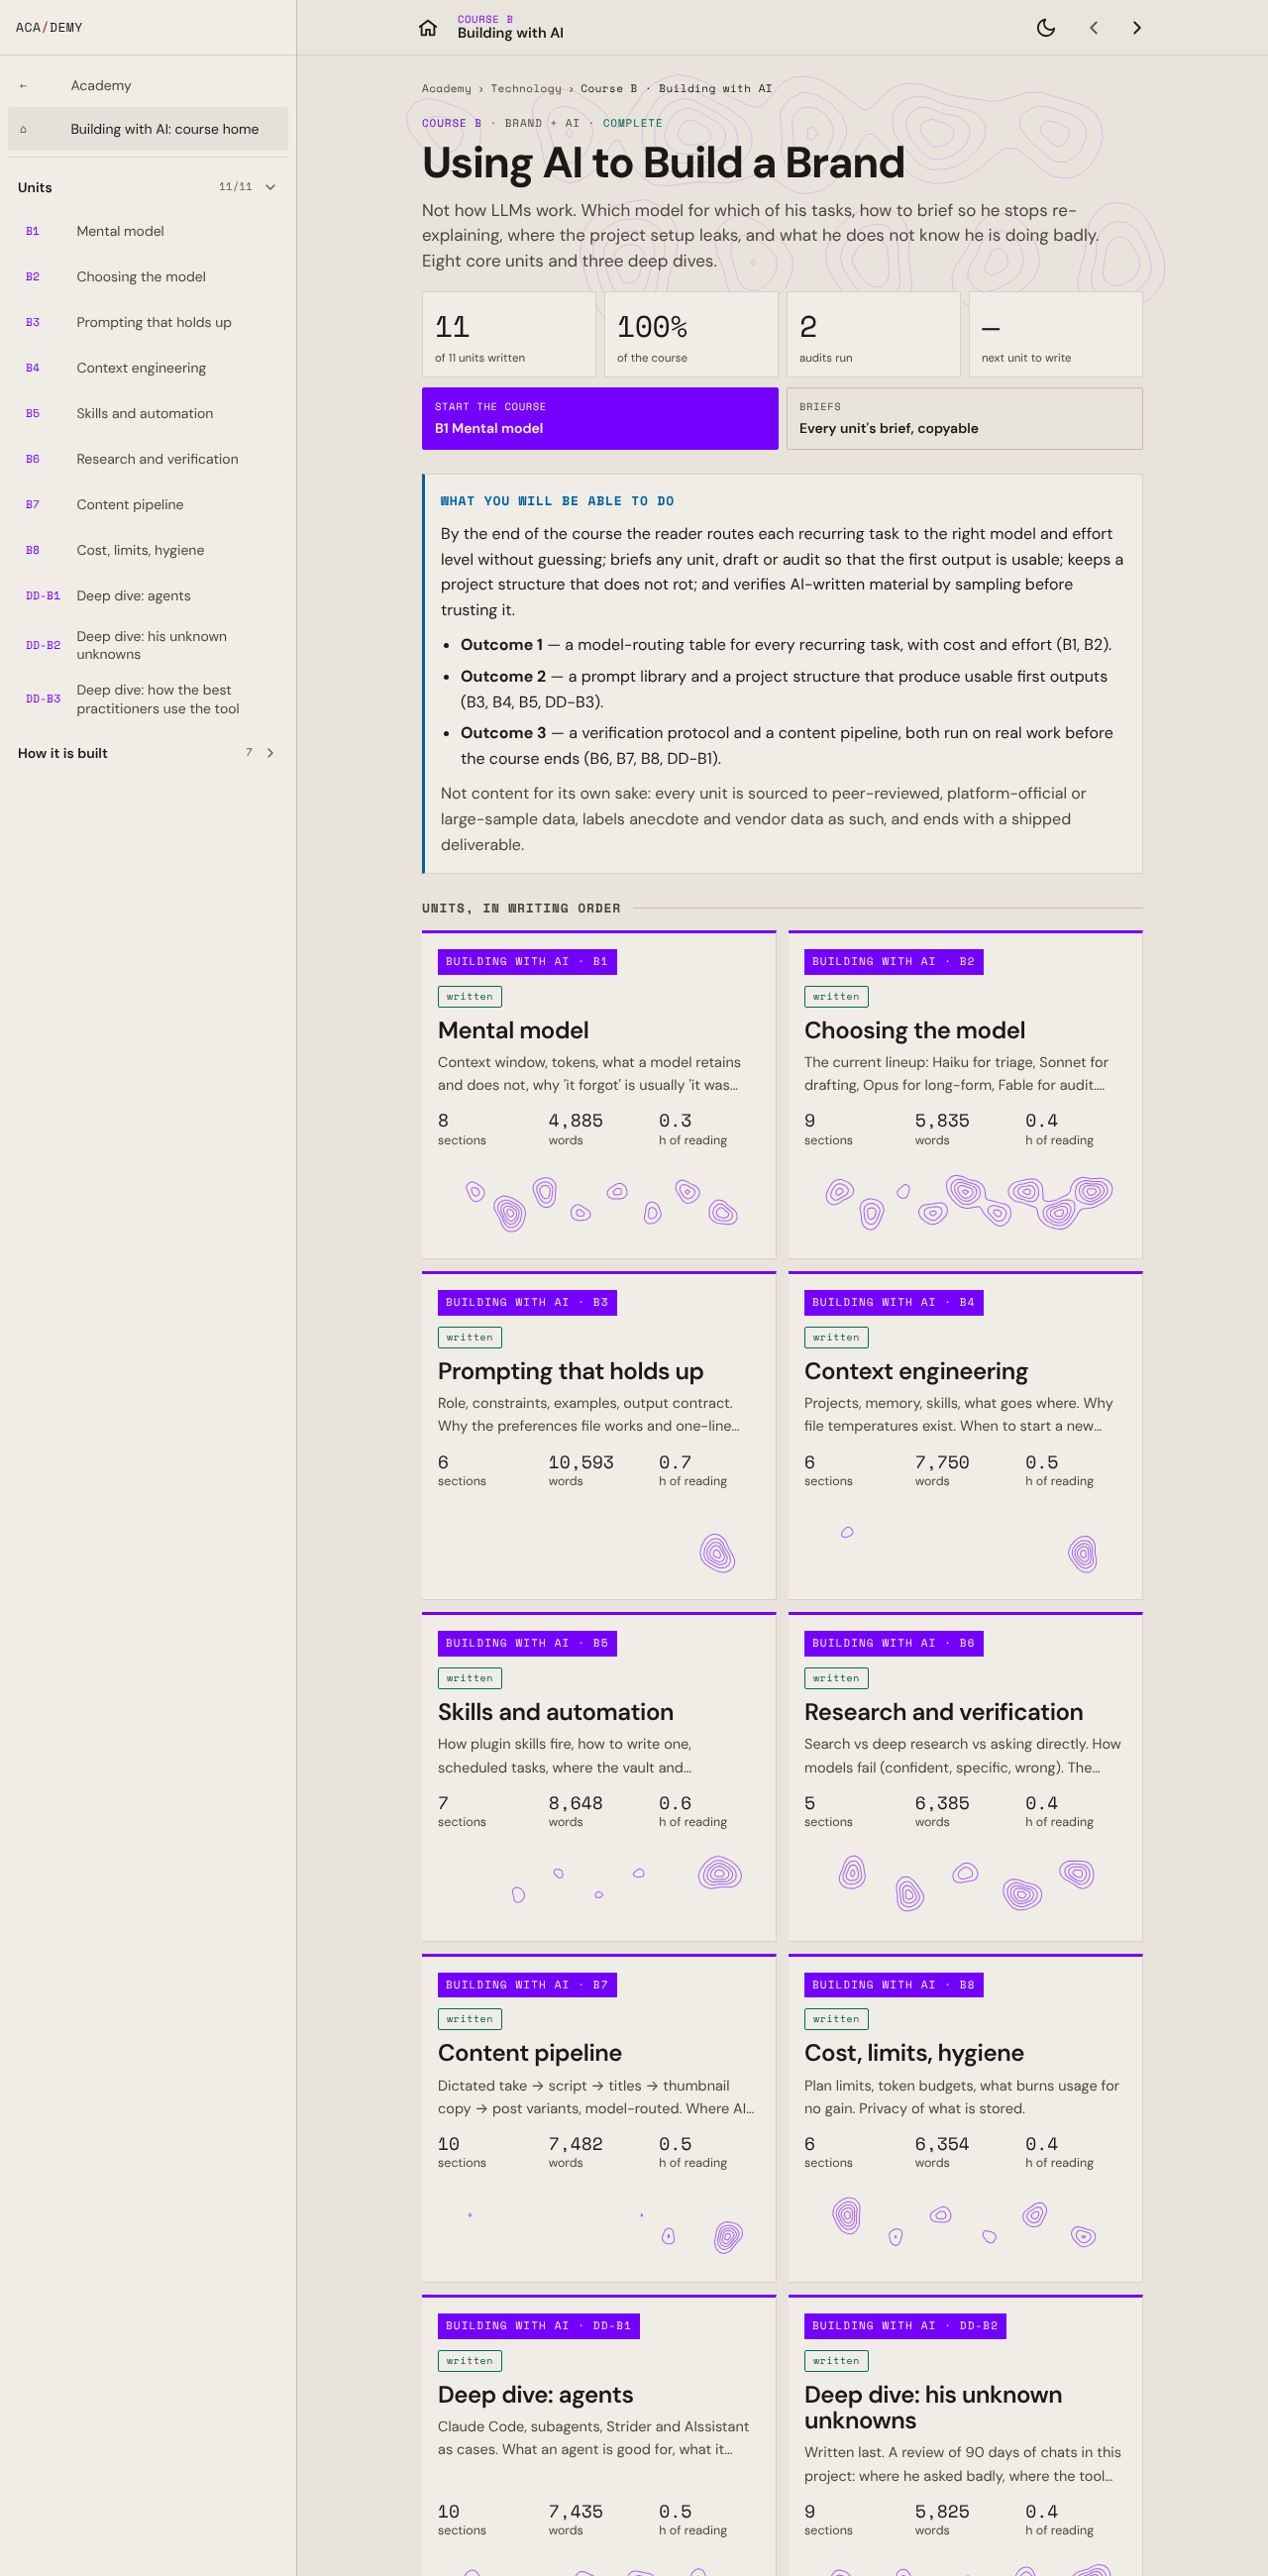 ACA/DEMY
← Academy
⌂ Building with AI: course home
Units 11/11
B1 Mental model
B2 Choosing the model
B3 Prompting that holds up
B4 Context engineering
B5 Skills and automation
B6 Research and verification
B7 Content pipeline
B8 Cost, limits, hygiene
DD-B1 Deep dive: agents
DD-B2 Deep dive: his unknown
unknowns
DD-B3 Deep dive: how the best
practitioners use the tool
How it is built 7
COURSE B
Building with AI
Academy › Technology › Course B · Building with AI
COURSE B · BRAND + AI · COMPLETE
Using AI to Build a Brand
Not how LLMs work. Which model for which of his tasks, how to brief so he stops re-
explaining, where the project setup leaks, and what he does not know he is doing badly.
Eight core units and three deep dives.
11
of 11 units written
100%
of the course
2
audits run
—
next unit to write
START THE COURSE
B1 Mental model
BRIEFS
Every unit's brief, copyable
WHAT YOU WILL BE ABLE TO DO
By the end of the course the reader routes each recurring task to the right model and effort
level without guessing; briefs any unit, draft or audit so that the first output is usable; keeps a
project structure that does not rot; and verifies AI-written material by sampling before
trusting it.
• Outcome 1 — a model-routing table for every recurring task, with cost and effort (B1, B2).
• Outcome 2 — a prompt library and a project structure that produce usable first outputs
(B3, B4, B5, DD-B3).
• Outcome 3 — a verification protocol and a content pipeline, both run on real work before
the course ends (B6, B7, B8, DD-B1).
Not content for its own sake: every unit is sourced to peer-reviewed, platform-official or
large-sample data, labels anecdote and vendor data as such, and ends with a shipped
deliverable.
UNITS, IN WRITING ORDER
BUILDING WITH AI · B1
written
Mental model
Context window, tokens, what a model retains
and does not, why 'it forgot' is usually 'it was…
8 4,885 0.3
sections words h of reading
BUILDING WITH AI · B2
written
Choosing the model
The current lineup: Haiku for triage, Sonnet for
drafting, Opus for long-form, Fable for audit.…
9 5,835 0.4
sections words h of reading
BUILDING WITH AI · B3
written
Prompting that holds up
Role, constraints, examples, output contract.
Why the preferences file works and one-line…
6 10,593 0.7
sections words h of reading
BUILDING WITH AI · B4
written
Context engineering
Projects, memory, skills, what goes where. Why
file temperatures exist. When to start a new…
6 7,750 0.5
sections words h of reading
BUILDING WITH AI · B5
written
Skills and automation
How plugin skills fire, how to write one,
scheduled tasks, where the vault and…
7 8,648 0.6
sections words h of reading
BUILDING WITH AI · B6
written
Research and verification
Search vs deep research vs asking directly. How
models fail (confident, specific, wrong). The…
5 6,385 0.4
sections words h of reading
BUILDING WITH AI · B7
written
Content pipeline
Dictated take → script → titles → thumbnail
copy → post variants, model-routed. Where AI…
10 7,482 0.5
sections words h of reading
BUILDING WITH AI · B8
written
Cost, limits, hygiene
Plan limits, token budgets, what burns usage for
no gain. Privacy of what is stored.
6 6,354 0.4
sections words h of reading
BUILDING WITH AI · DD-B1
written
Deep dive: agents
Claude Code, subagents, Strider and AIssistant
as cases. What an agent is good for, what it…
10 7,435 0.5
sections words h of reading
BUILDING WITH AI · DD-B2
written
Deep dive: his unknown
unknowns
Written last. A review of 90 days of chats in this
project: where he asked badly, where the tool…
9 5,825 0.4
sections words h of reading